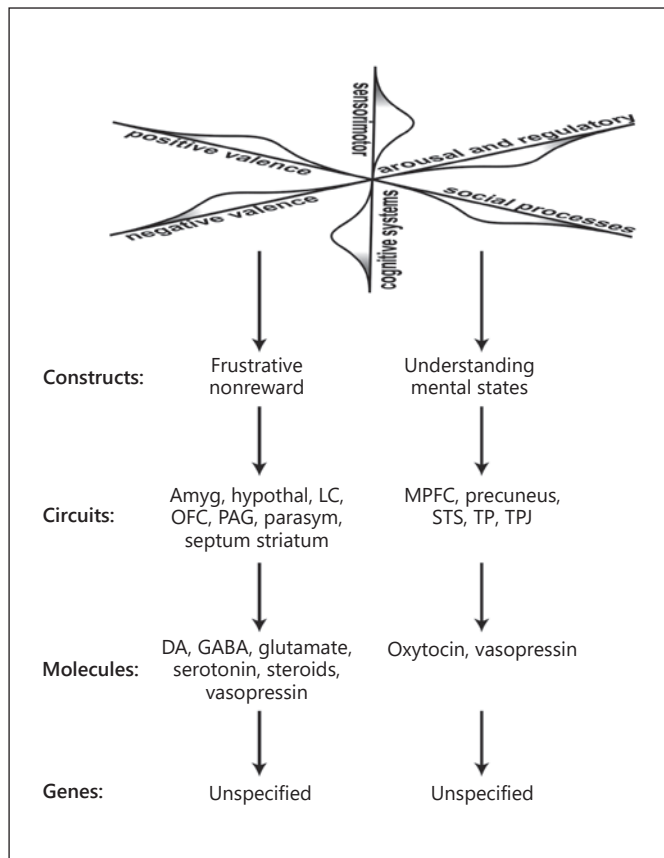 sensorimotor
positive valence
arousal and regulatory
negative valence
social processes
cognitive systems
Constructs:
Frustrative
nonreward
Understanding
mental states
Circuits:
Amyg, hypothal, LC,
OFC, PAG, parasym,
septum striatum
MPFC, precuneus,
STS, TP, TPJ
Molecules:
DA, GABA, glutamate,
serotonin, steroids,
vasopressin
Oxytocin, vasopressin
Genes:
Unspecified
Unspecified